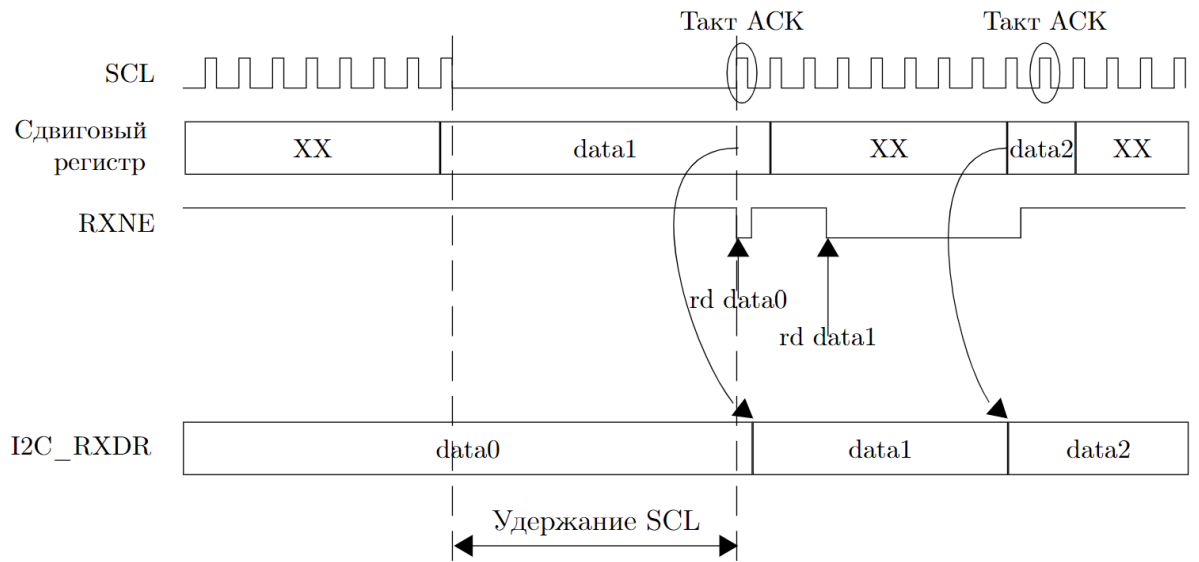 Такт ACK
Такт ACK
SCL
Сдвиговый
регистр
XX
data1
XX
data2
XX
RXNE
rd data0
rd data1
I2C_RXDR
data0
data1
data2
Удержание SCL